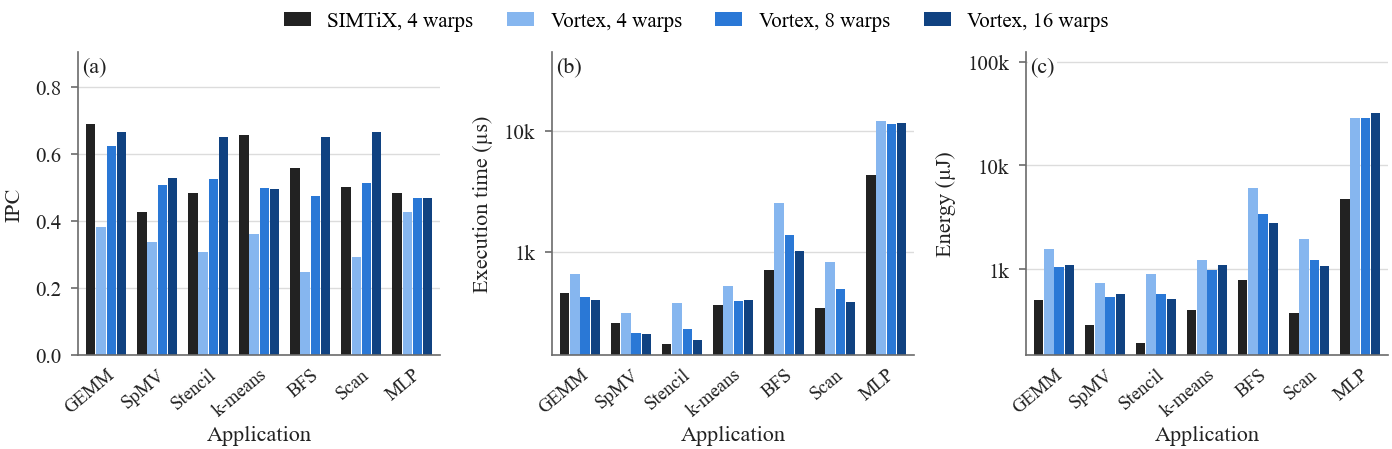 SIMTiX, 4 warps Vortex, 4 warps Vortex, 8 warps Vortex, 16 warps
(a)
IPC
0.8
0.6
0.4
0.2
0.0
GEMM SpMV Stencil k-means BFS Scan MLP
Application
(b)
Execution time (µs)
10k
1k
GEMM SpMV Stencil k-means BFS Scan MLP
Application
(c)
Energy (µJ)
100k
10k
1k
GEMM SpMV Stencil k-means BFS Scan MLP
Application